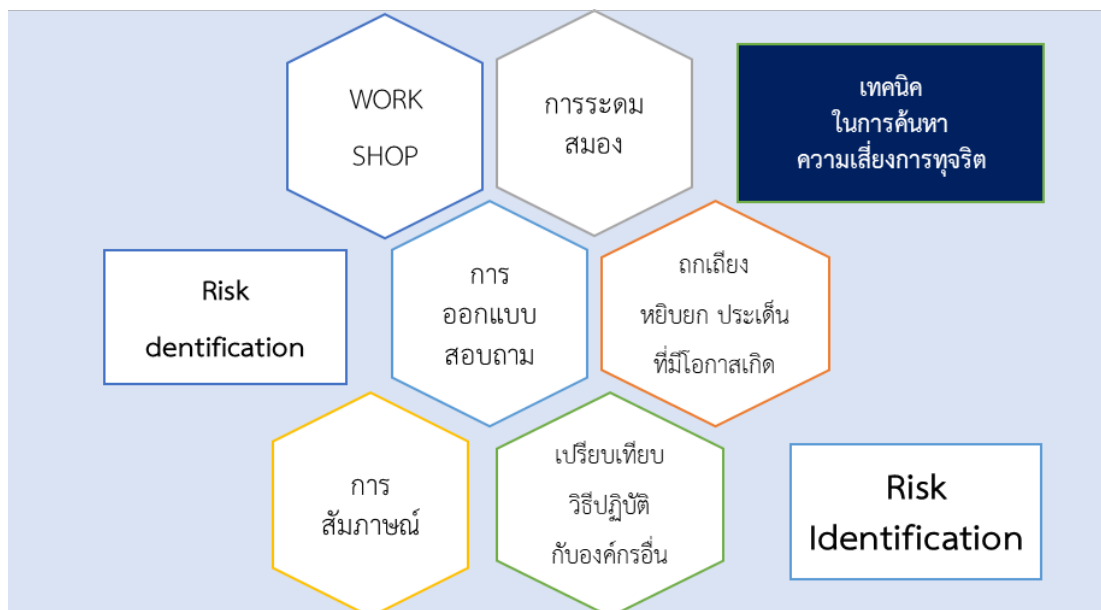 WORK
SHOP
การระดม
สมอง
เทคนิค
ในการค้นหา
ความเสี่ยงการทุจริต
Risk
dentification
การ
ออกแบบ
สอบถาม
ถกเถียง
หยิบยก ประเด็น
ที่มีโอกาสเกิด
การ
สัมภาษณ์
เปรียบเทียบ
วิธีปฏิบัติ
กับองค์กรอื่น
Risk
Identification